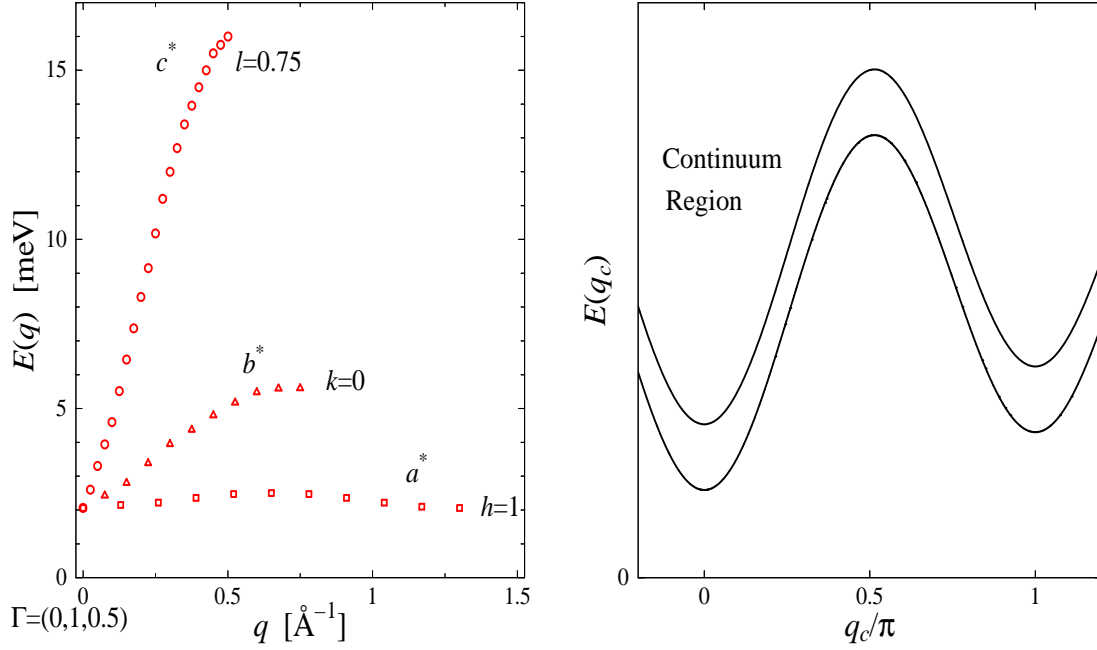 15
10
5
0
E(q) [meV]
c* l=0.75
b*
k=0
a*
h=1
0 0.5 1 1.5
Γ=(0,1,0.5)
q [Å⁻¹]
Continuum
Region
E(q_c)
0
0 0.5 1
q_c/π